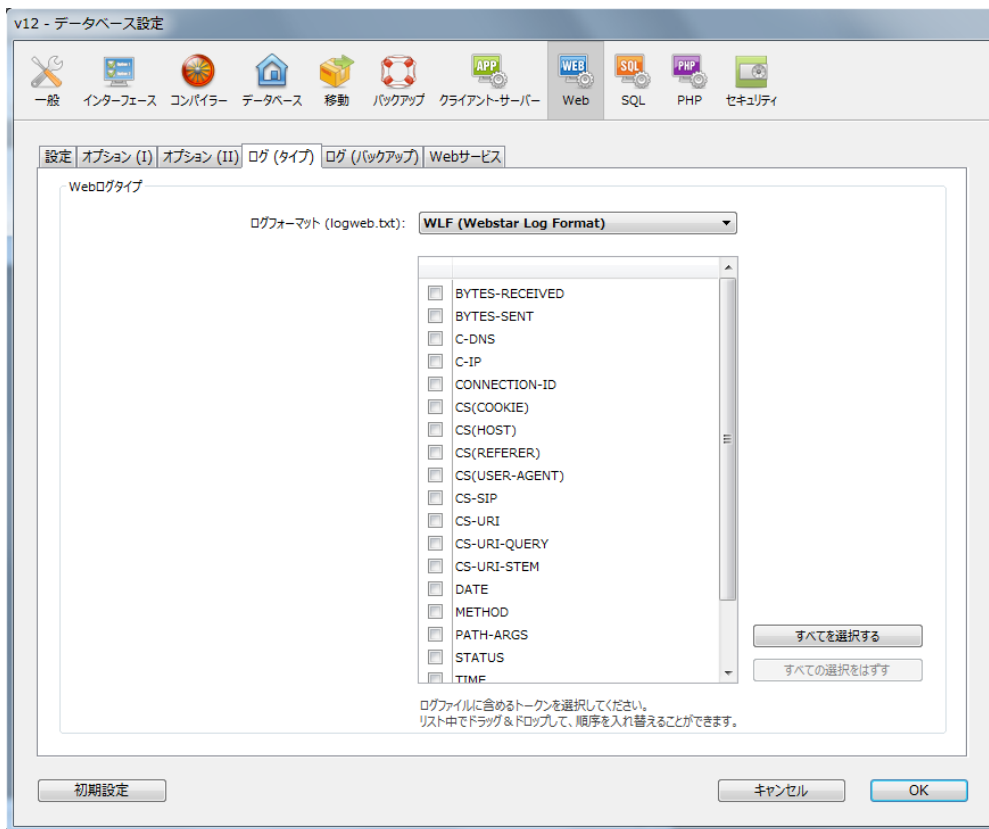 v12 - データベース設定
一般 インターフェース コンパイラー データベース 移動 バックアップ クライアント-サーバー Web SQL PHP セキュリティ
APP WEB SQL PHP
設定 オプション (I) オプション (II) ログ (タイプ) ログ (バックアップ) Webサービス
Webログタイプ
ログフォーマット (logweb.txt): WLF (Webstar Log Format)
BYTES-RECEIVED
BYTES-SENT
C-DNS
C-IP
CONNECTION-ID
CS(COOKIE)
CS(HOST)
CS(REFERER)
CS(USER-AGENT)
CS-SIP
CS-URI
CS-URI-QUERY
CS-URI-STEM
DATE
METHOD
PATH-ARGS
STATUS
TIME
すべてを選択する
すべての選択をはずす
ログファイルに含めるトークンを選択してください。
リスト中でドラッグ＆ドロップして、順序を入れ替えることができます。
初期設定 キャンセル OK